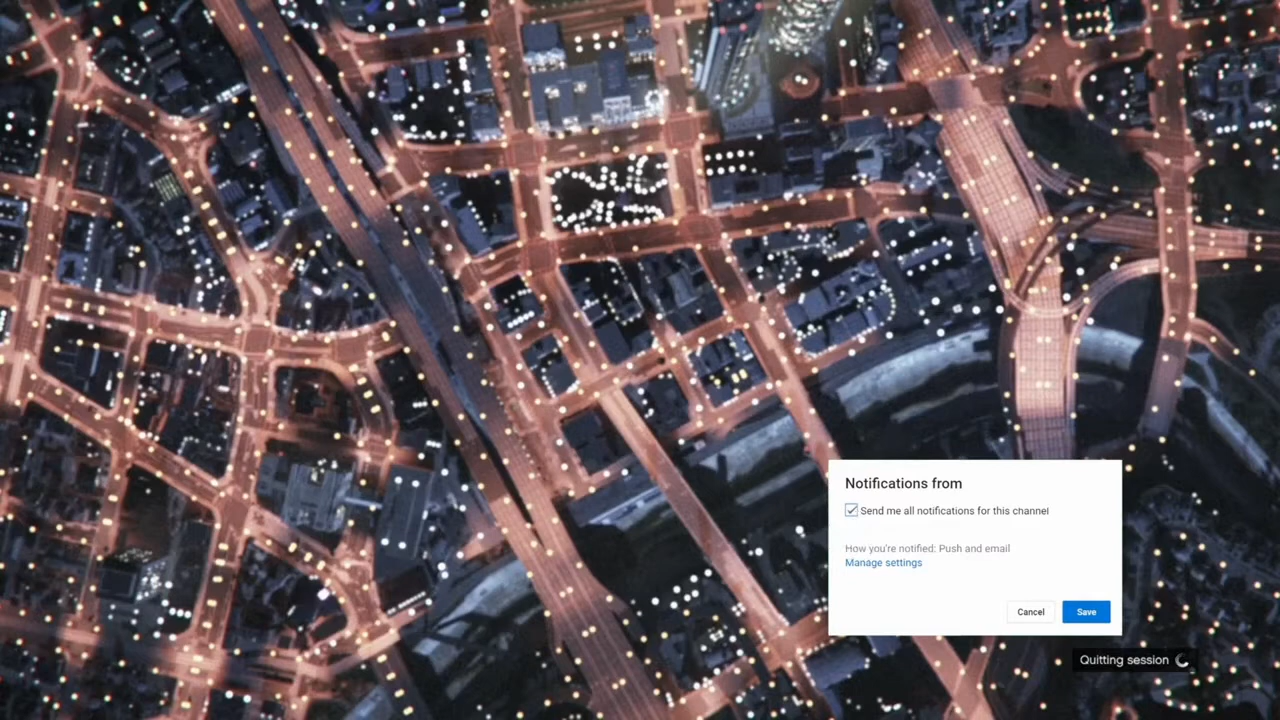 Notifications from
Send me all notifications for this channel
How you're notified: Push and email
Manage settings
Cancel Save
Quitting session